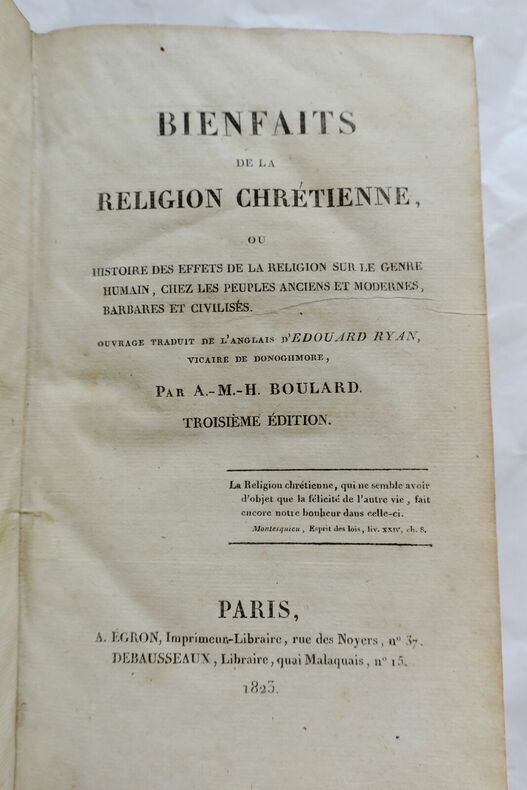 BIENFAITS
DE LA
RELIGION CHRÉTIENNE,
OU
HISTOIRE DES EFFETS DE LA RELIGION SUR LE GENRE
HUMAIN, CHEZ LES PEUPLES ANCIENS ET MODERNES,
BARBARES ET CIVILISÉS.
OUVRAGE TRADUIT DE L'ANGLAIS D'EDOUARD RYAN,
VICAIRE DE DONOGHMORE,
PAR A.-M.-H. BOULARD.
TROISIÈME ÉDITION.
La Religion chrétienne, qui ne semble avoir
d'objet que la félicité de l'autre vie, fait
encore notre bonheur dans celle-ci.
Montesquieu, Esprit des lois, liv. XXIV, ch. 8.
PARIS,
A. ÉGRON, Imprimeur-Libraire, rue des Noyers, n° 37.
DEBAUSSEAUX, Libraire, quai Malaquais, n° 15.
1823.